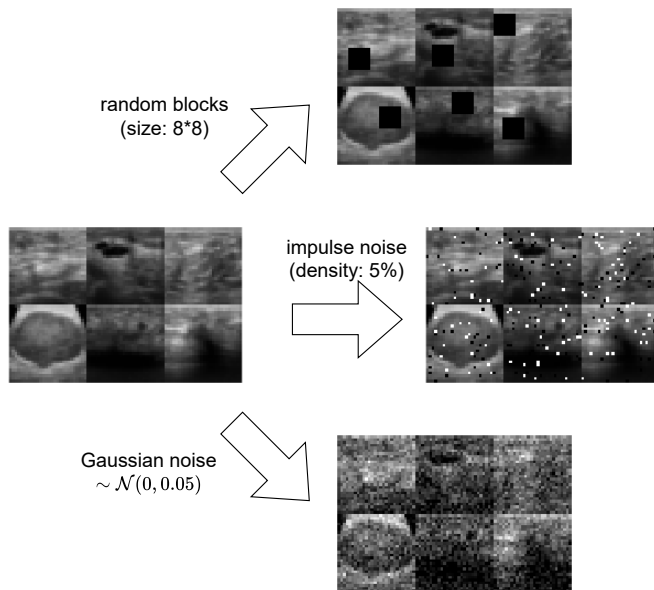 random blocks
(size: 8*8)
impulse noise
(density: 5%)
Gaussian noise
∼ 𝒩(0, 0.05)